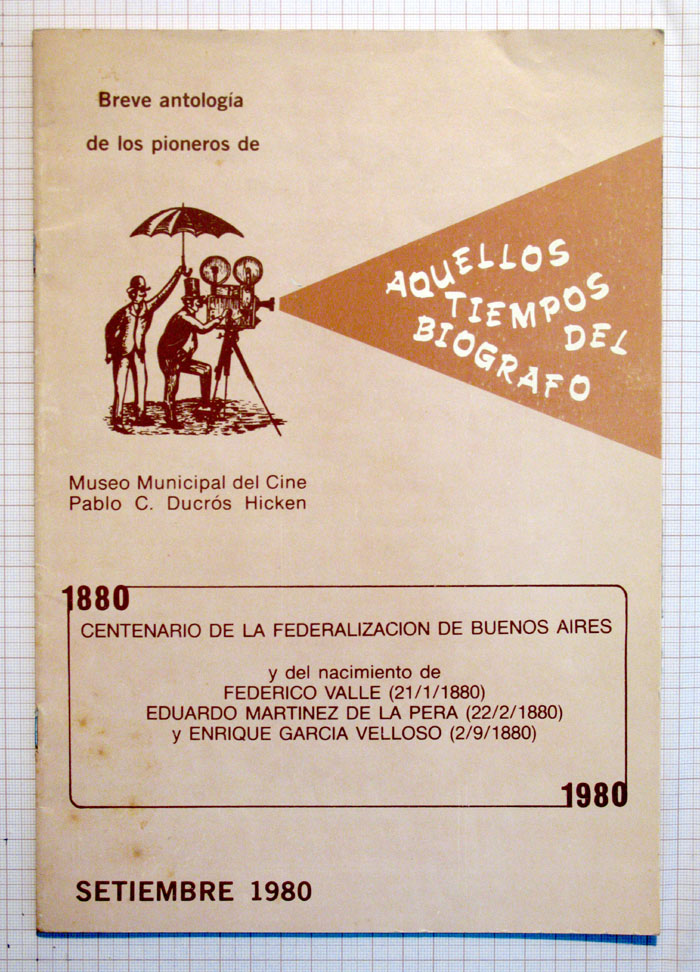 Breve antología
de los pioneros de
AQUELLOS
TIEMPOS
DEL
BIOGRAFO
Museo Municipal del Cine
Pablo C. Ducrós Hicken
1880
CENTENARIO DE LA FEDERALIZACION DE BUENOS AIRES
y del nacimiento de
FEDERICO VALLE (21/1/1880)
EDUARDO MARTINEZ DE LA PERA (22/2/1880)
y ENRIQUE GARCIA VELLOSO (2/9/1880)
1980
SETIEMBRE 1980